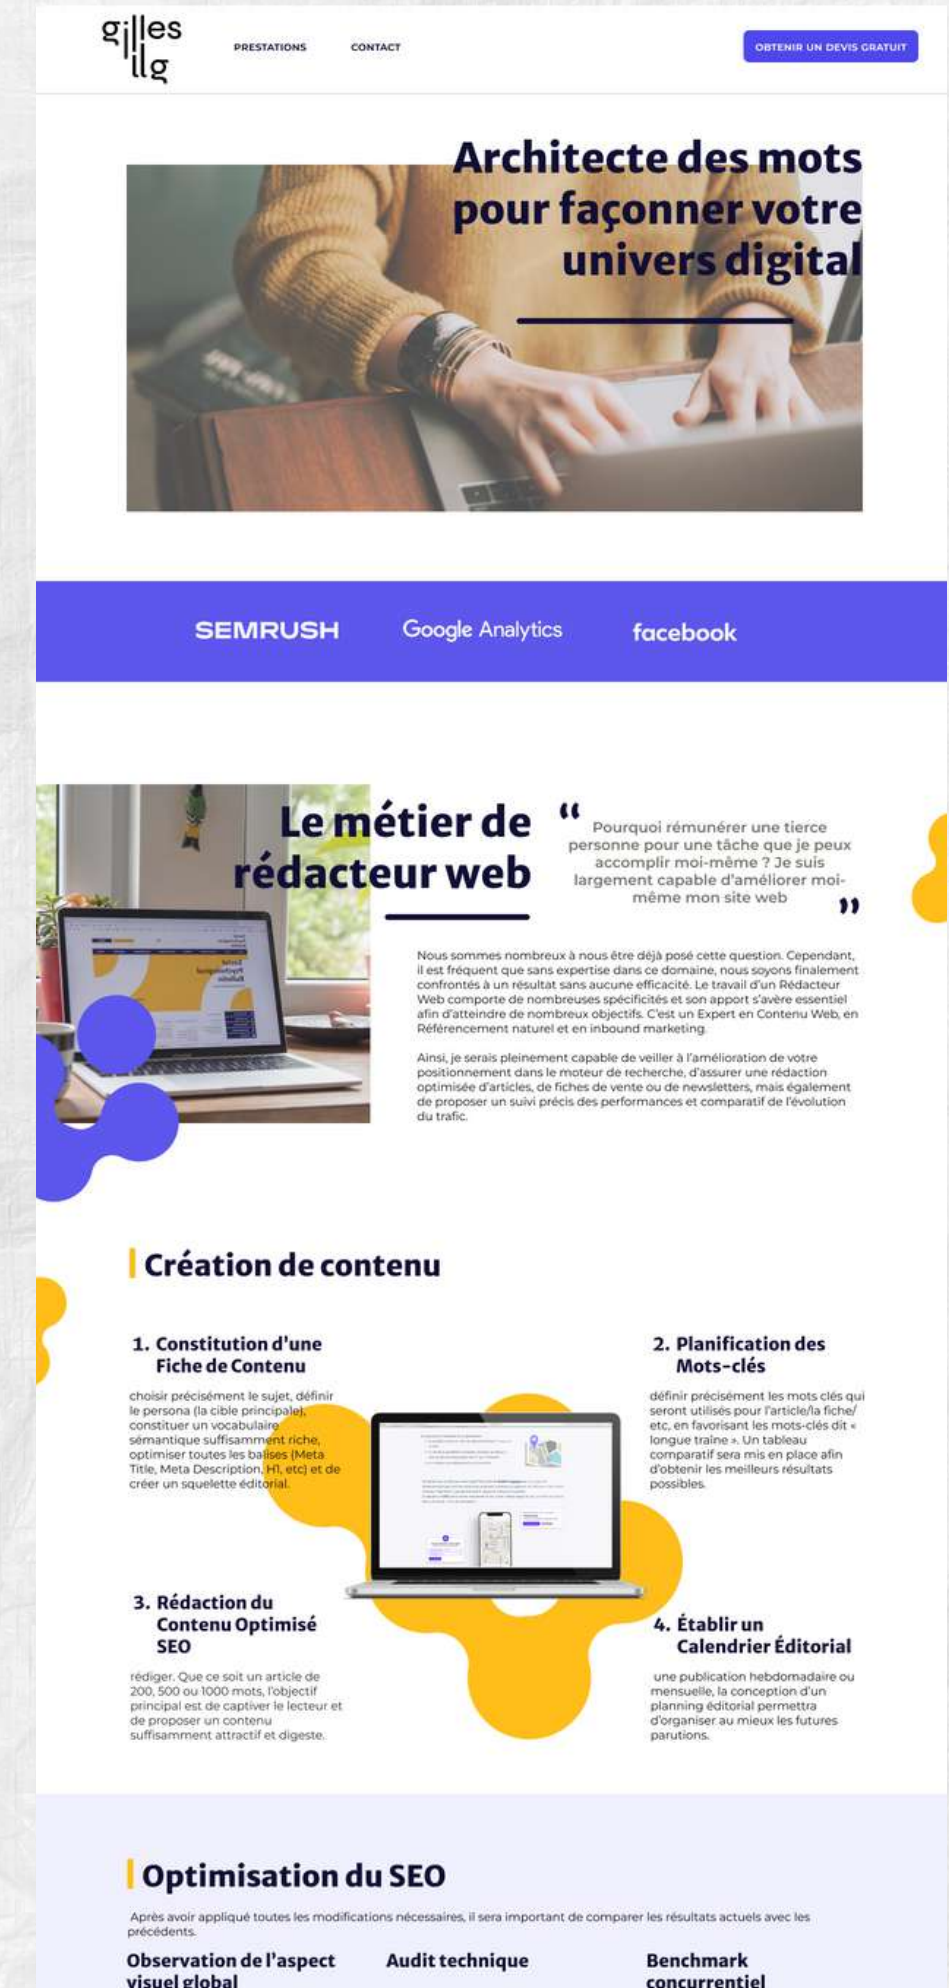 gilles
llg
PRESTATIONS
CONTACT
OBTENIR UN DEVIS GRATUIT
Architecte des mots
pour façonner votre
univers digital
SEMRUSH
Google Analytics
facebook
Le métier de
rédacteur web
“
Pourquoi rémunérer une tierce
personne pour une tâche que je peux
accomplir moi-même ? Je suis
largement capable d'améliorer moi-
même mon site web
”
Nous sommes nombreux à nous être déjà posé cette question. Cependant,
il est fréquent que sans expertise dans ce domaine, nous soyons finalement
confrontés à un résultat sans aucune efficacité. Le travail d'un Rédacteur
Web comporte de nombreuses spécificités et son apport s'avère essentiel
afin d'atteindre de nombreux objectifs. C'est un Expert en Contenu Web, en
Référencement naturel et en inbound marketing.
Ainsi, je serais pleinement capable de veiller à l'amélioration de votre
positionnement dans le moteur de recherche, d'assurer une rédaction
optimisée d'articles, de fiches de vente ou de newsletters, mais également
de proposer un suivi précis des performances et comparatif de l'évolution
du trafic.
Création de contenu
1. Constitution d'une
Fiche de Contenu
choisir précisément le sujet, définir
le persona (la cible principale),
constituer un vocabulaire
sémantique suffisamment riche,
optimiser toutes les balises (Meta
Title, Meta Description, H1, etc) et de
créer un squelette éditorial.
2. Planification des
Mots-clés
définir précisément les mots clés qui
seront utilisés pour l'article/la fiche/
etc, en favorisant les mots-clés dit «
longue traîne ». Un tableau
comparatif sera mis en place afin
d'obtenir les meilleurs résultats
possibles.
3. Rédaction du
Contenu Optimisé
SEO
rédiger. Que ce soit un article de
200, 500 ou 1000 mots, l'objectif
principal est de captiver le lecteur et
de proposer un contenu
suffisamment attractif et digeste.
4. Établir un
Calendrier Éditorial
une publication hebdomadaire ou
mensuelle, la conception d'un
planning éditorial permettra
d'organiser au mieux les futures
parutions.
Optimisation du SEO
Après avoir appliqué toutes les modifications nécessaires, il sera important de comparer les résultats actuels avec les
précédents.
Observation de l'aspect
visuel global
Audit technique
Benchmark
concurrentiel